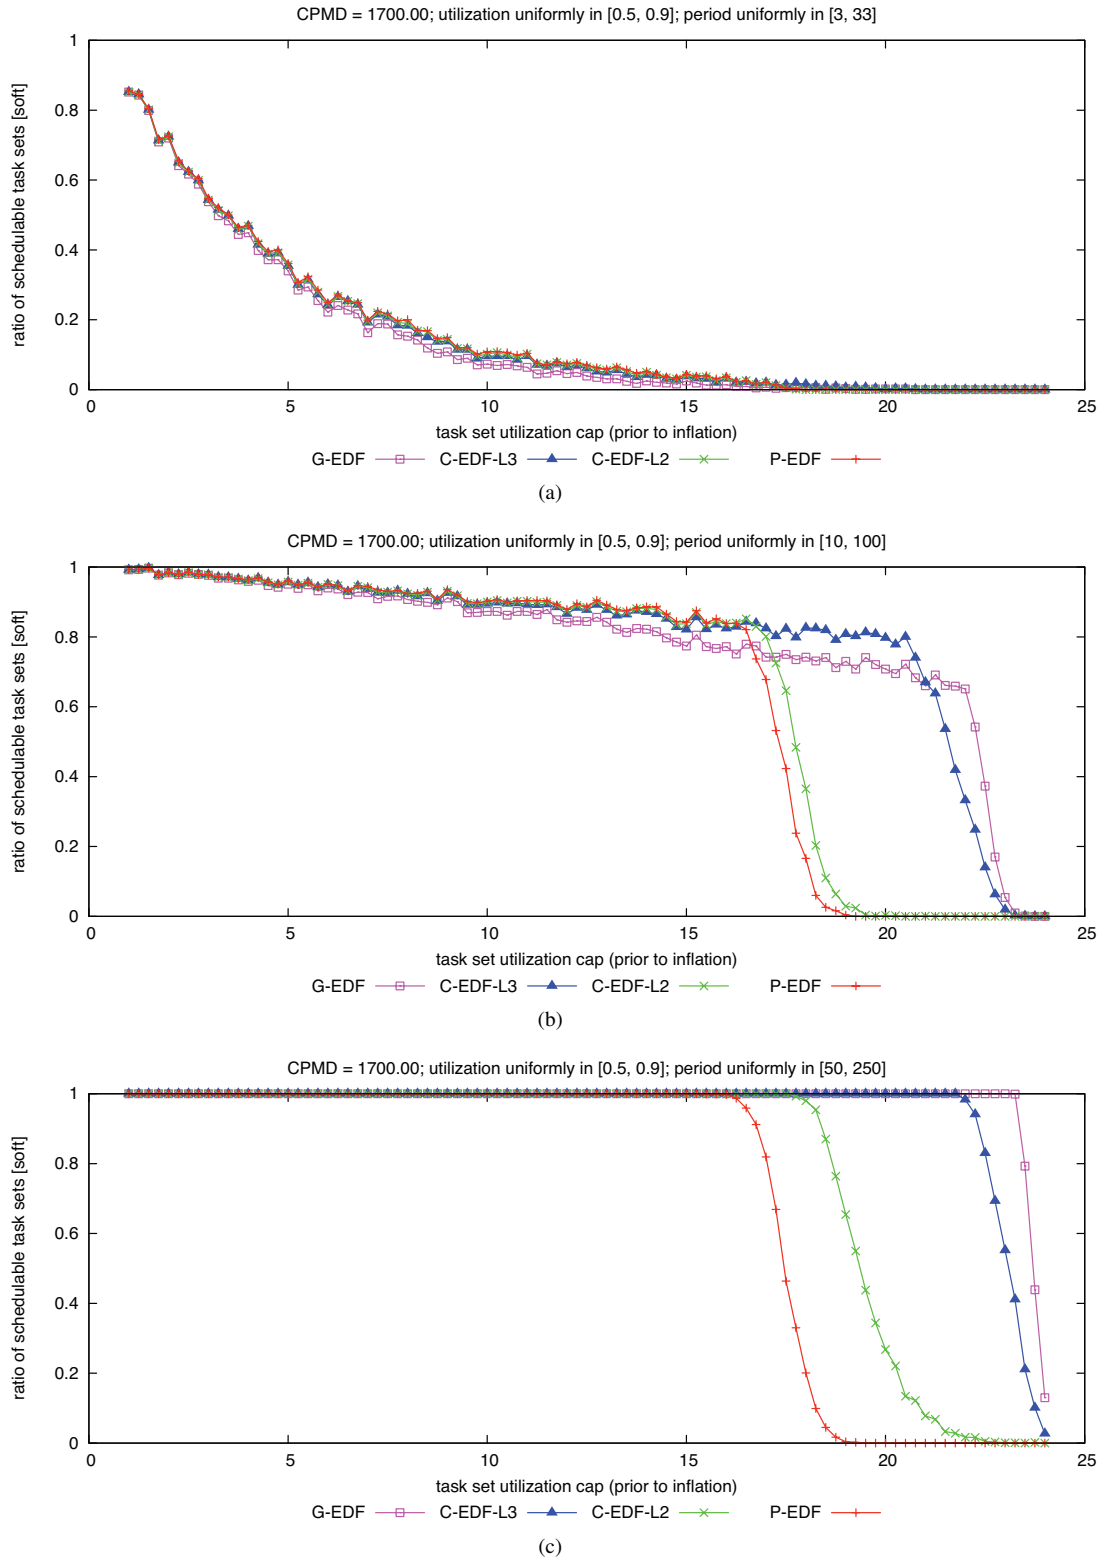 CPMD = 1700.00; utilization uniformly in [0.5, 0.9]; period uniformly in [3, 33]
1
0.8
0.6
0.4
0.2
0
ratio of schedulable task sets [soft]
0 5 10 15 20 25
task set utilization cap (prior to inflation)
G-EDF C-EDF-L3 C-EDF-L2 P-EDF
(a)
CPMD = 1700.00; utilization uniformly in [0.5, 0.9]; period uniformly in [10, 100]
1
0.8
0.6
0.4
0.2
0
ratio of schedulable task sets [soft]
0 5 10 15 20 25
task set utilization cap (prior to inflation)
G-EDF C-EDF-L3 C-EDF-L2 P-EDF
(b)
CPMD = 1700.00; utilization uniformly in [0.5, 0.9]; period uniformly in [50, 250]
1
0.8
0.6
0.4
0.2
0
ratio of schedulable task sets [soft]
0 5 10 15 20 25
task set utilization cap (prior to inflation)
G-EDF C-EDF-L3 C-EDF-L2 P-EDF
(c)